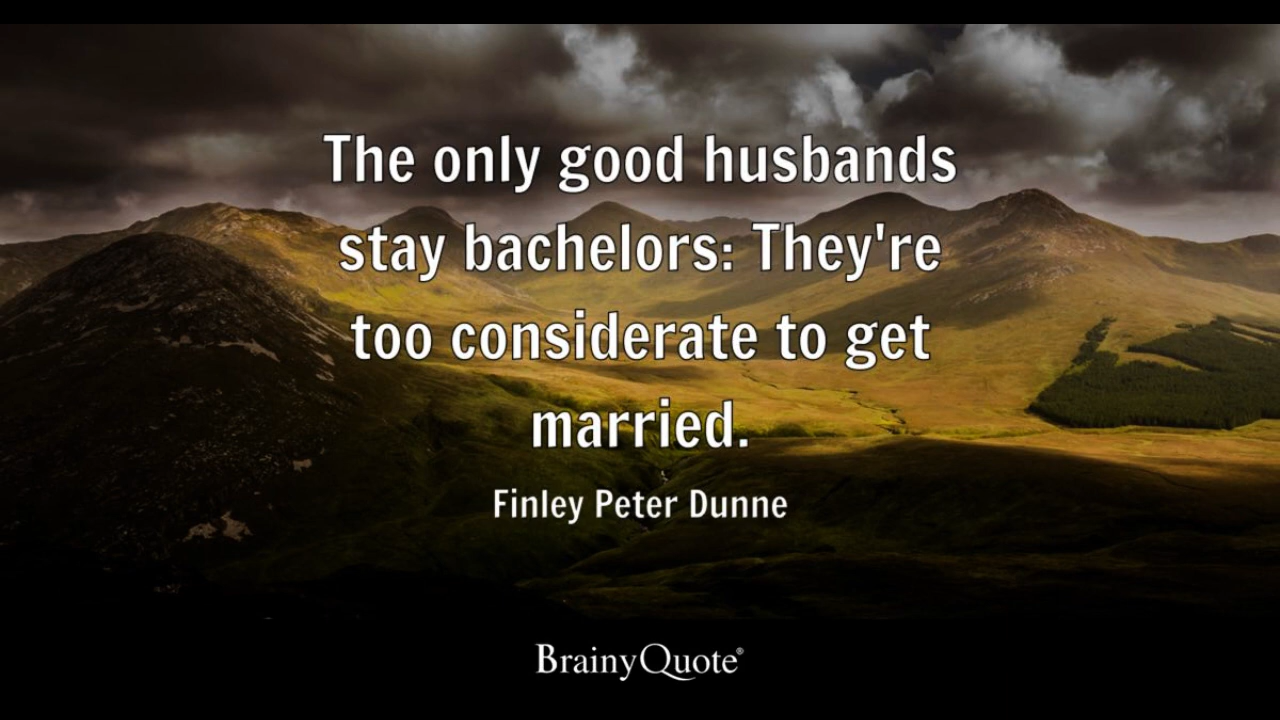 The only good husbands
stay bachelors: They're
too considerate to get
married.
Finley Peter Dunne
BrainyQuote®